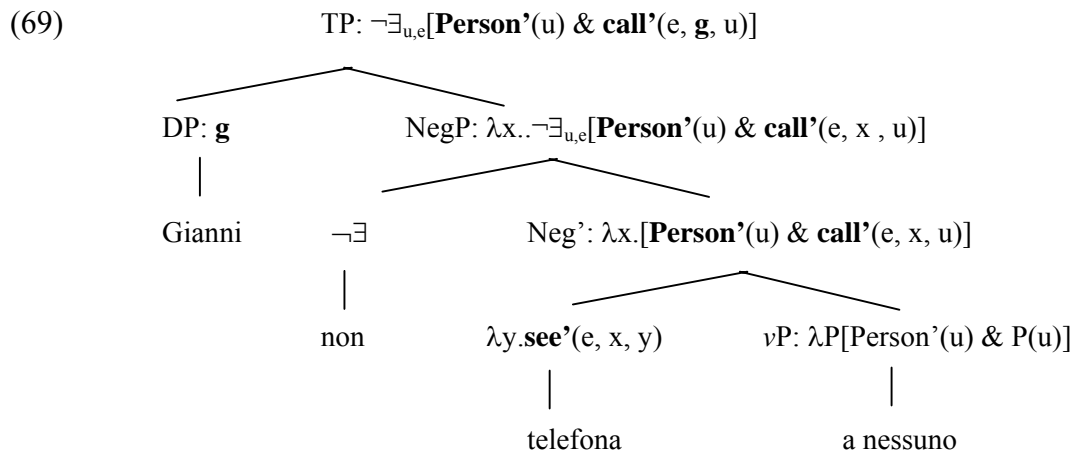 (69) TP: ¬∃u,e[Person’(u) & call’(e, g, u)]
DP: g NegP: λx..¬∃u,e[Person’(u) & call’(e, x , u)]
Gianni ¬∃ Neg’: λx.[Person’(u) & call’(e, x, u)]
non λy.see’(e, x, y) vP: λP[Person’(u) & P(u)]
telefona a nessuno